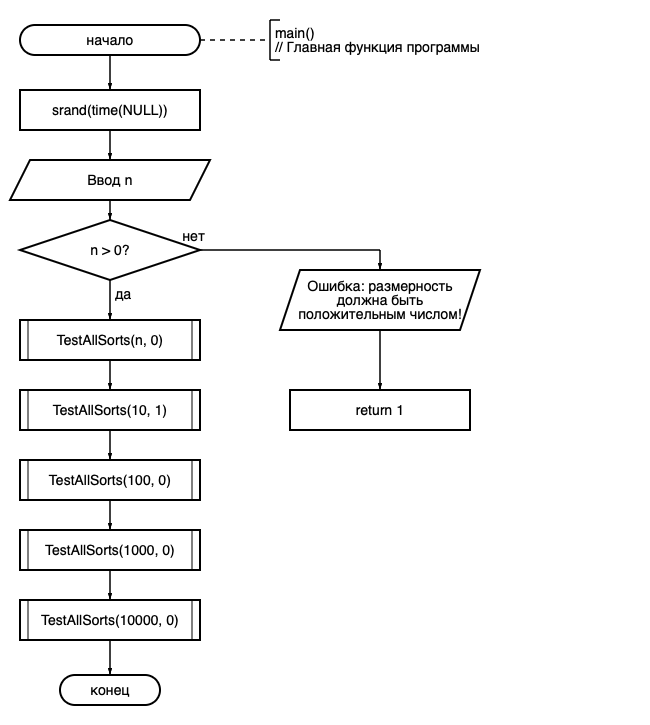 начало
main()
// Главная функция программы
srand(time(NULL))
Ввод n
n > 0?
нет
да
Ошибка: размерность
должна быть
положительным числом!
return 1
TestAllSorts(n, 0)
TestAllSorts(10, 1)
TestAllSorts(100, 0)
TestAllSorts(1000, 0)
TestAllSorts(10000, 0)
конец